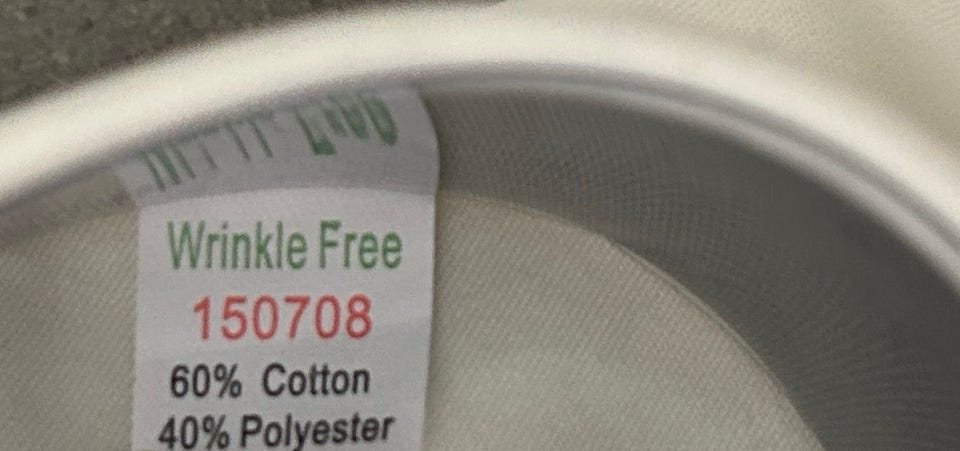 Wrinkle Free
150708
60% Cotton
40% Polyester